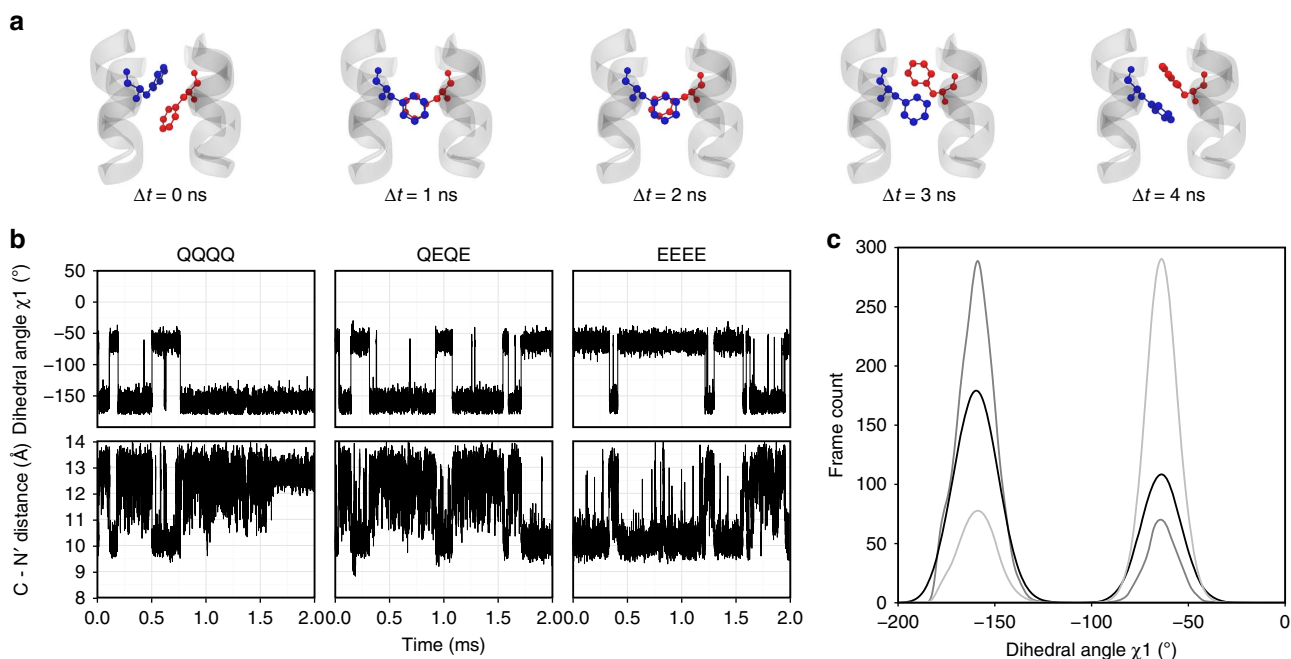 a
Δt = 0 ns
Δt = 1 ns
Δt = 2 ns
Δt = 3 ns
Δt = 4 ns
b
QQQQ
QEQE
EEEE
Dihedral angle χ1 (°)
50
0
−50
−100
−150
C - N′ distance (Å)
14
13
12
11
10
9
8
0.0 0.5 1.0 1.5 2.0
0.0 0.5 1.0 1.5 2.0
0.0 0.5 1.0 1.5 2.0
Time (ms)
c
Frame count
300
250
200
150
100
50
0
−200 −150 −100 −50 0
Dihedral angle χ1 (°)